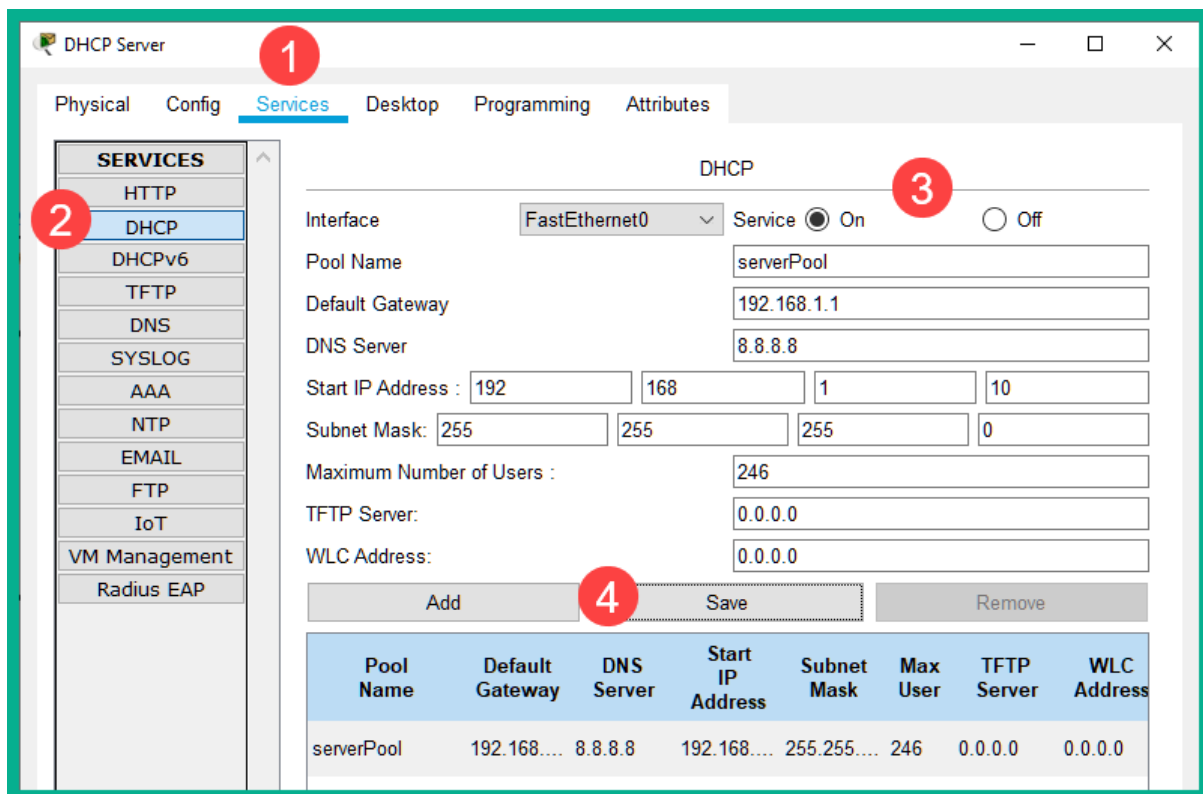 DHCP Server
1
Physical Config Services Desktop Programming Attributes
SERVICES
HTTP
2
DHCP
DHCPv6
TFTP
DNS
SYSLOG
AAA
NTP
EMAIL
FTP
IoT
VM Management
Radius EAP
DHCP
3
Interface FastEthernet0 Service On Off
Pool Name serverPool
Default Gateway 192.168.1.1
DNS Server 8.8.8.8
Start IP Address : 192 168 1 10
Subnet Mask: 255 255 255 0
Maximum Number of Users : 246
TFTP Server: 0.0.0.0
WLC Address: 0.0.0.0
Add 4 Save Remove
Pool Name Default Gateway DNS Server Start IP Address Subnet Mask Max User TFTP Server WLC Address
serverPool 192.168.... 8.8.8.8 192.168.... 255.255.... 246 0.0.0.0 0.0.0.0